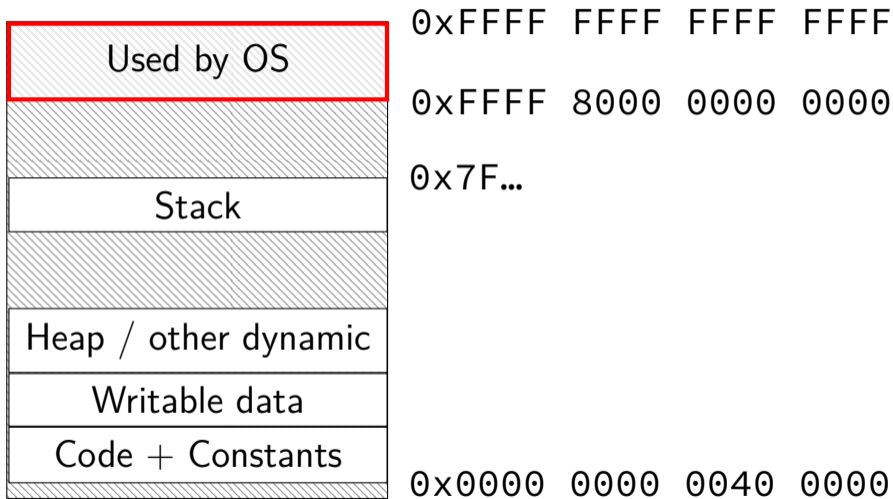 0xFFFF FFFF FFFF FFFF
Used by OS
0xFFFF 8000 0000 0000
0x7F…
Stack
Heap / other dynamic
Writable data
Code + Constants
0x0000 0000 0040 0000